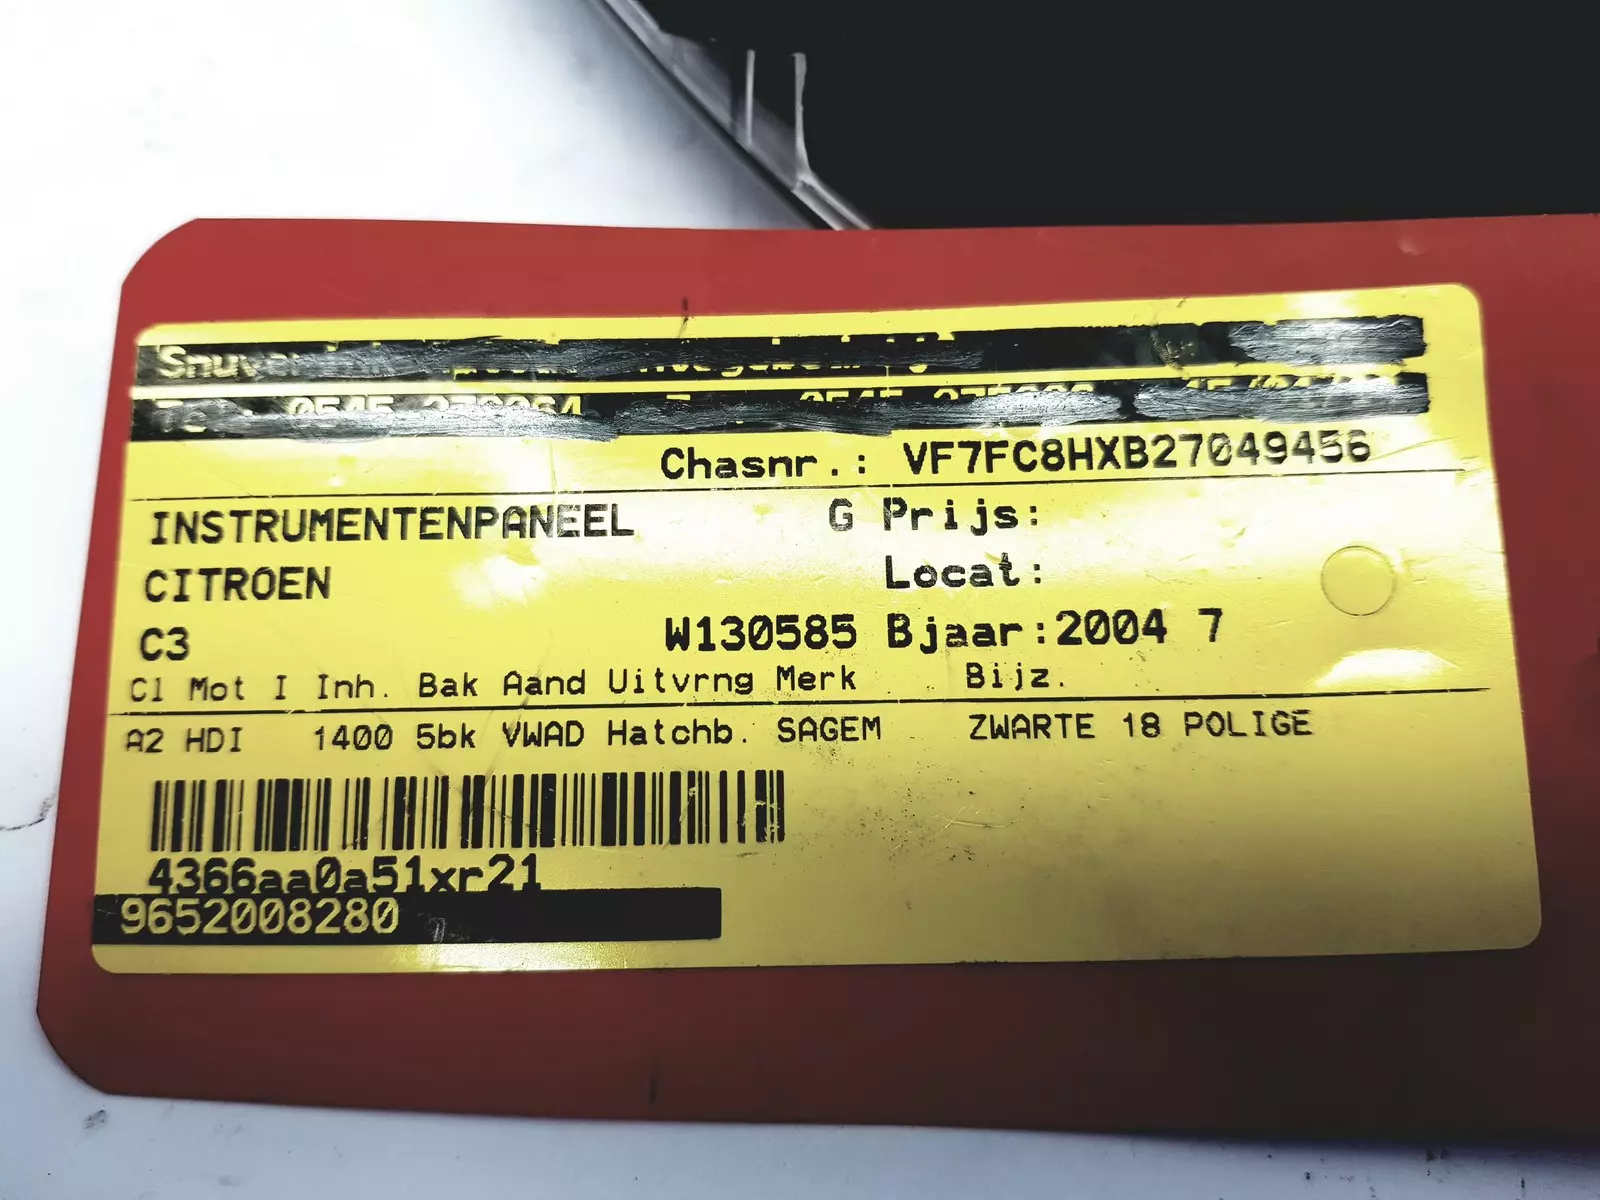 Chasnr.: VF7FC8HXB27049456
INSTRUMENTENPANEEL G Prijs:
CITROEN Locat:
C3 W130585 Bjaar:2004 7
Cl Mot I Inh. Bak Aand Uitvrng Merk Bijz.
A2 HDI 1400 5bk VWAD Hatchb. SAGEM ZWARTE 18 POLIGE
4366aa0a51xr21
9652008280